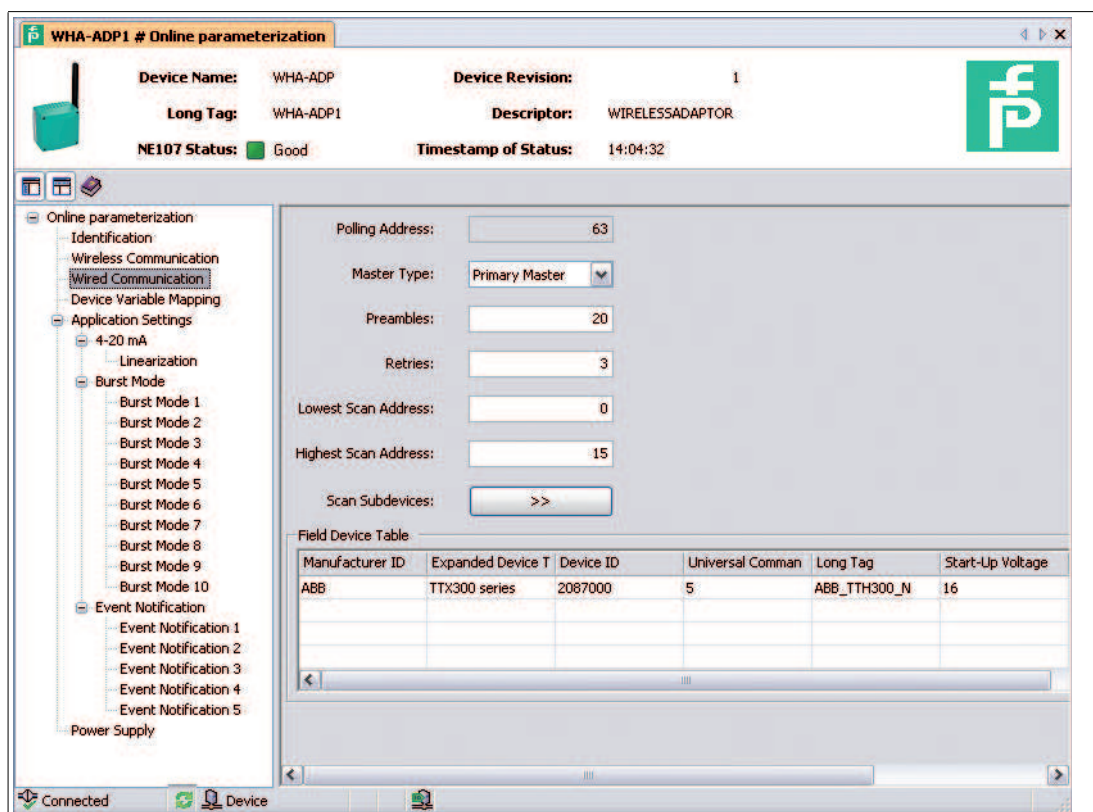 WHA-ADP1 # Online parameterization
Device Name: WHA-ADP Device Revision: 1
Long Tag: WHA-ADP1 Descriptor: WIRELESSADAPTOR
NE107 Status: Good Timestamp of Status: 14:04:32
Online parameterization
Identification
Wireless Communication
Wired Communication
Device Variable Mapping
Application Settings
4-20 mA
Linearization
Burst Mode
Burst Mode 1
Burst Mode 2
Burst Mode 3
Burst Mode 4
Burst Mode 5
Burst Mode 6
Burst Mode 7
Burst Mode 8
Burst Mode 9
Burst Mode 10
Event Notification
Event Notification 1
Event Notification 2
Event Notification 3
Event Notification 4
Event Notification 5
Power Supply
Polling Address: 63
Master Type: Primary Master
Preambles: 20
Retries: 3
Lowest Scan Address: 0
Highest Scan Address: 15
Scan Subdevices: >>
Field Device Table
Manufacturer ID Expanded Device T Device ID Universal Comman Long Tag Start-Up Voltage
ABB TTX300 series 2087000 5 ABB_TTH300_N 16
Connected Device